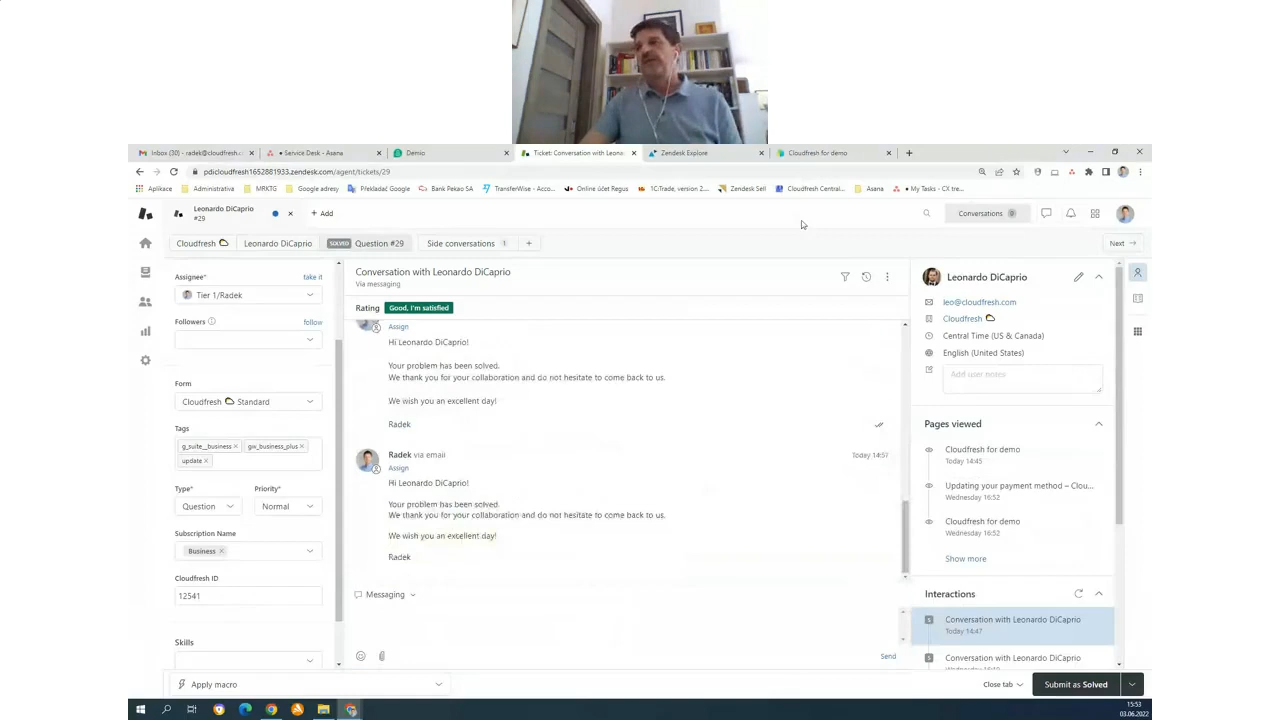 Inbox (30) - radek@cloudfresh.c
• Service Desk - Asana
Demio
Ticket: Conversation with Leona
Zendesk Explore
Cloudfresh for demo
pdicloudfresh1652881933.zendesk.com/agent/tickets/29
Aplikace
Administrativa
MRKTG
Google adresy
Překladač Google
Bank Pekao SA
TransferWise - Acco...
Online účet Regus
1C:Trade, version 2....
Zendesk Sell
Cloudfresh Central...
Asana
• My Tasks - CX tre...
Leonardo DiCaprio
#29
+ Add
Conversations 0
Cloudfresh
Leonardo DiCaprio
SOLVED Question #29
Side conversations 1
+
Next
Assignee*
take it
Tier 1/Radek
Followers
follow
Form
Cloudfresh Standard
Tags
g_suite__business
gw_business_plus
update
Type*
Priority*
Question
Normal
Subscription Name
Business
Cloudfresh ID
12541
Skills
Apply macro
Conversation with Leonardo DiCaprio
Via messaging
Rating Good, I'm satisfied
Assign
Hi Leonardo DiCaprio!
Your problem has been solved.
We thank you for your collaboration and do not hesitate to come back to us.
We wish you an excellent day!
Radek
Radek via email
Today 14:57
Assign
Hi Leonardo DiCaprio!
Your problem has been solved.
We thank you for your collaboration and do not hesitate to come back to us.
We wish you an excellent day!
Radek
Messaging
Send
Leonardo DiCaprio
leo@cloudfresh.com
Cloudfresh
Central Time (US & Canada)
English (United States)
Add user notes
Pages viewed
Cloudfresh for demo
Today 14:45
Updating your payment method – Clou...
Wednesday 16:52
Cloudfresh for demo
Wednesday 16:52
Show more
Interactions
Conversation with Leonardo DiCaprio
Today 14:47
Conversation with Leonardo DiCaprio
Close tab
Submit as Solved
15:53
03.06.2022